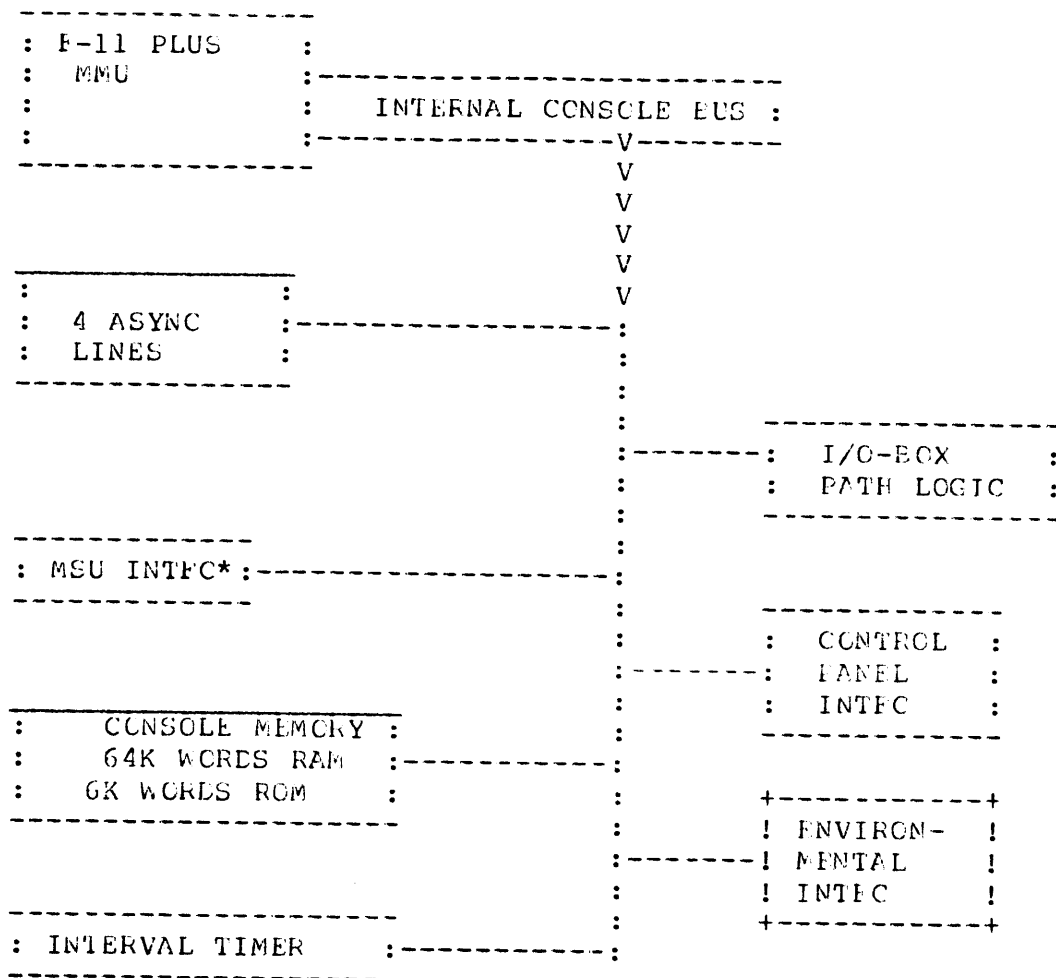 F-11 PLUS
MMU
INTERNAL CONSOLE BUS
V
V
V
V
V
V
4 ASYNC
LINES
I/O-BOX
PATH LOGIC
MSU INTFC*
CONTROL
PANEL
INTFC
CONSOLE MEMORY
64K WORDS RAM
6K WORDS ROM
ENVIRON-
MENTAL
INTFC
INTERVAL TIMER